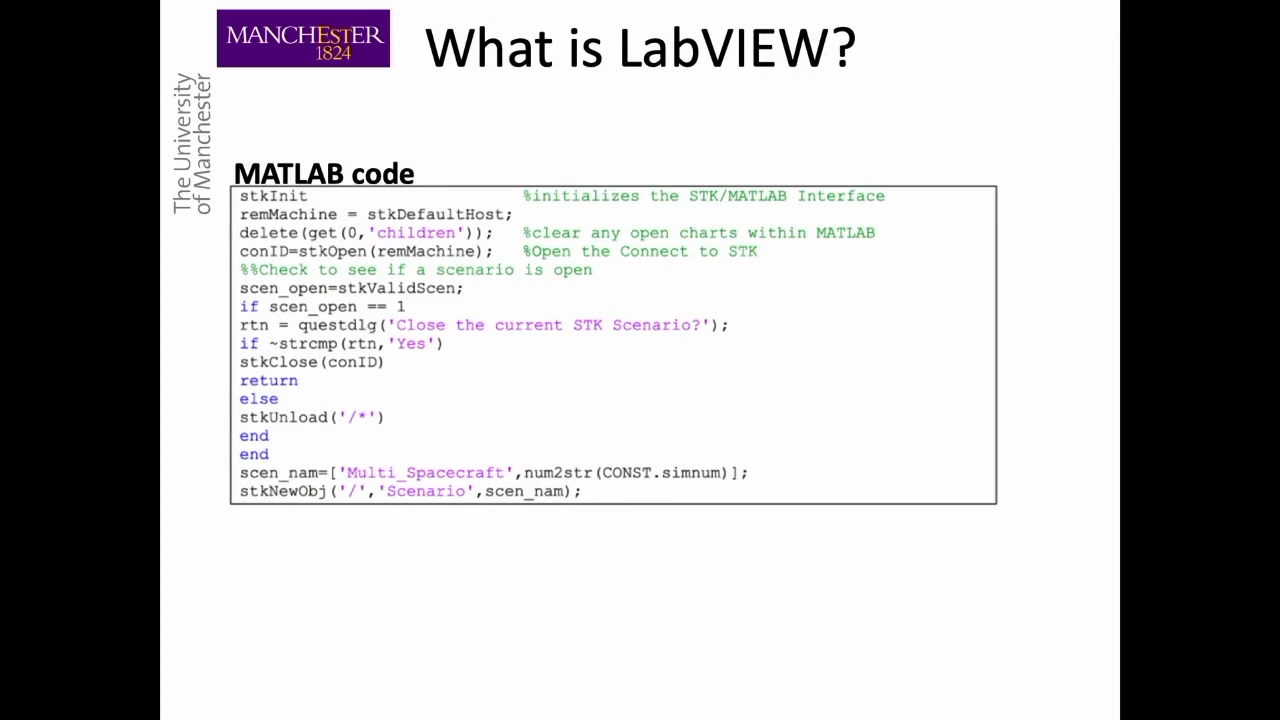 MANCHESTER
1824
The University
of Manchester
What is LabVIEW?
MATLAB code
stkInit %initializes the STK/MATLAB Interface
remMachine = stkDefaultHost;
delete(get(0,'children')); %clear any open charts within MATLAB
conID=stkOpen(remMachine); %Open the Connect to STK
%%Check to see if a scenario is open
scen_open=stkValidScen;
if scen_open == 1
rtn = questdlg('Close the current STK Scenario?');
if ~strcmp(rtn,'Yes')
stkClose(conID)
return
else
stkUnload('/*')
end
end
scen_nam=['Multi_Spacecraft',num2str(CONST.simnum)];
stkNewObj('/','Scenario',scen_nam);